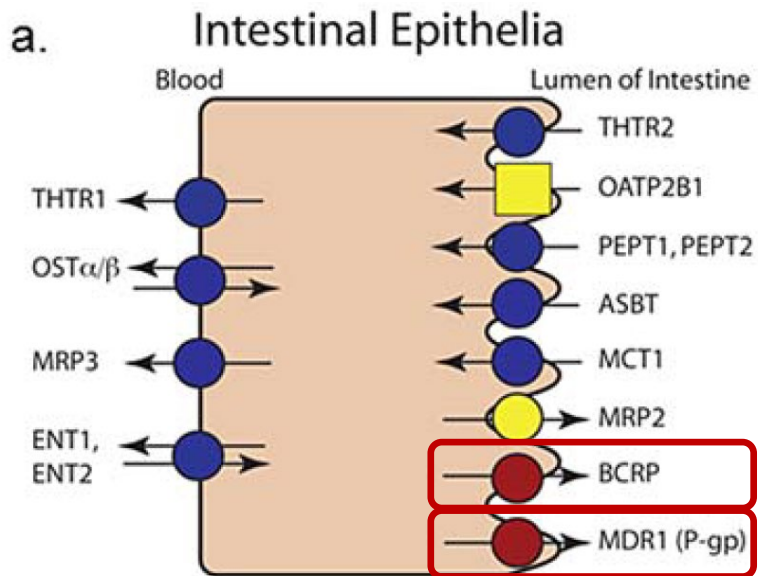 a.
Intestinal Epithelia
Blood
Lumen of Intestine
THTR1
OSTα/β
MRP3
ENT1,
ENT2
THTR2
OATP2B1
PEPT1, PEPT2
ASBT
MCT1
MRP2
BCRP
MDR1 (P-gp)